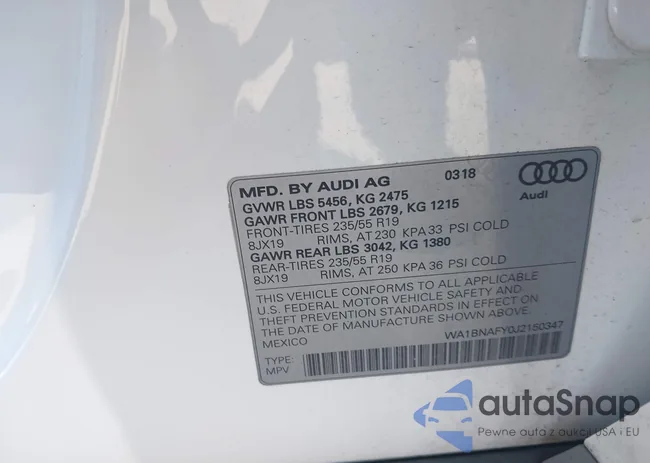 MFD. BY AUDI AG 0318
GVWR LBS 5456, KG 2475
GAWR FRONT LBS 2679, KG 1215
FRONT-TIRES 235/55 R19
8JX19 RIMS, AT 230 KPA 33 PSI COLD
GAWR REAR LBS 3042, KG 1380
REAR-TIRES 235/55 R19
8JX19 RIMS, AT 250 KPA 36 PSI COLD
Audi
THIS VEHICLE CONFORMS TO ALL APPLICABLE
U.S. FEDERAL MOTOR VEHICLE SAFETY AND
THEFT PREVENTION STANDARDS IN EFFECT ON
THE DATE OF MANUFACTURE SHOWN ABOVE.
MEXICO
WA1BNAFY0J2150347
TYPE:
MPV
autaSnap
Pewne auta z aukcji USA i EU